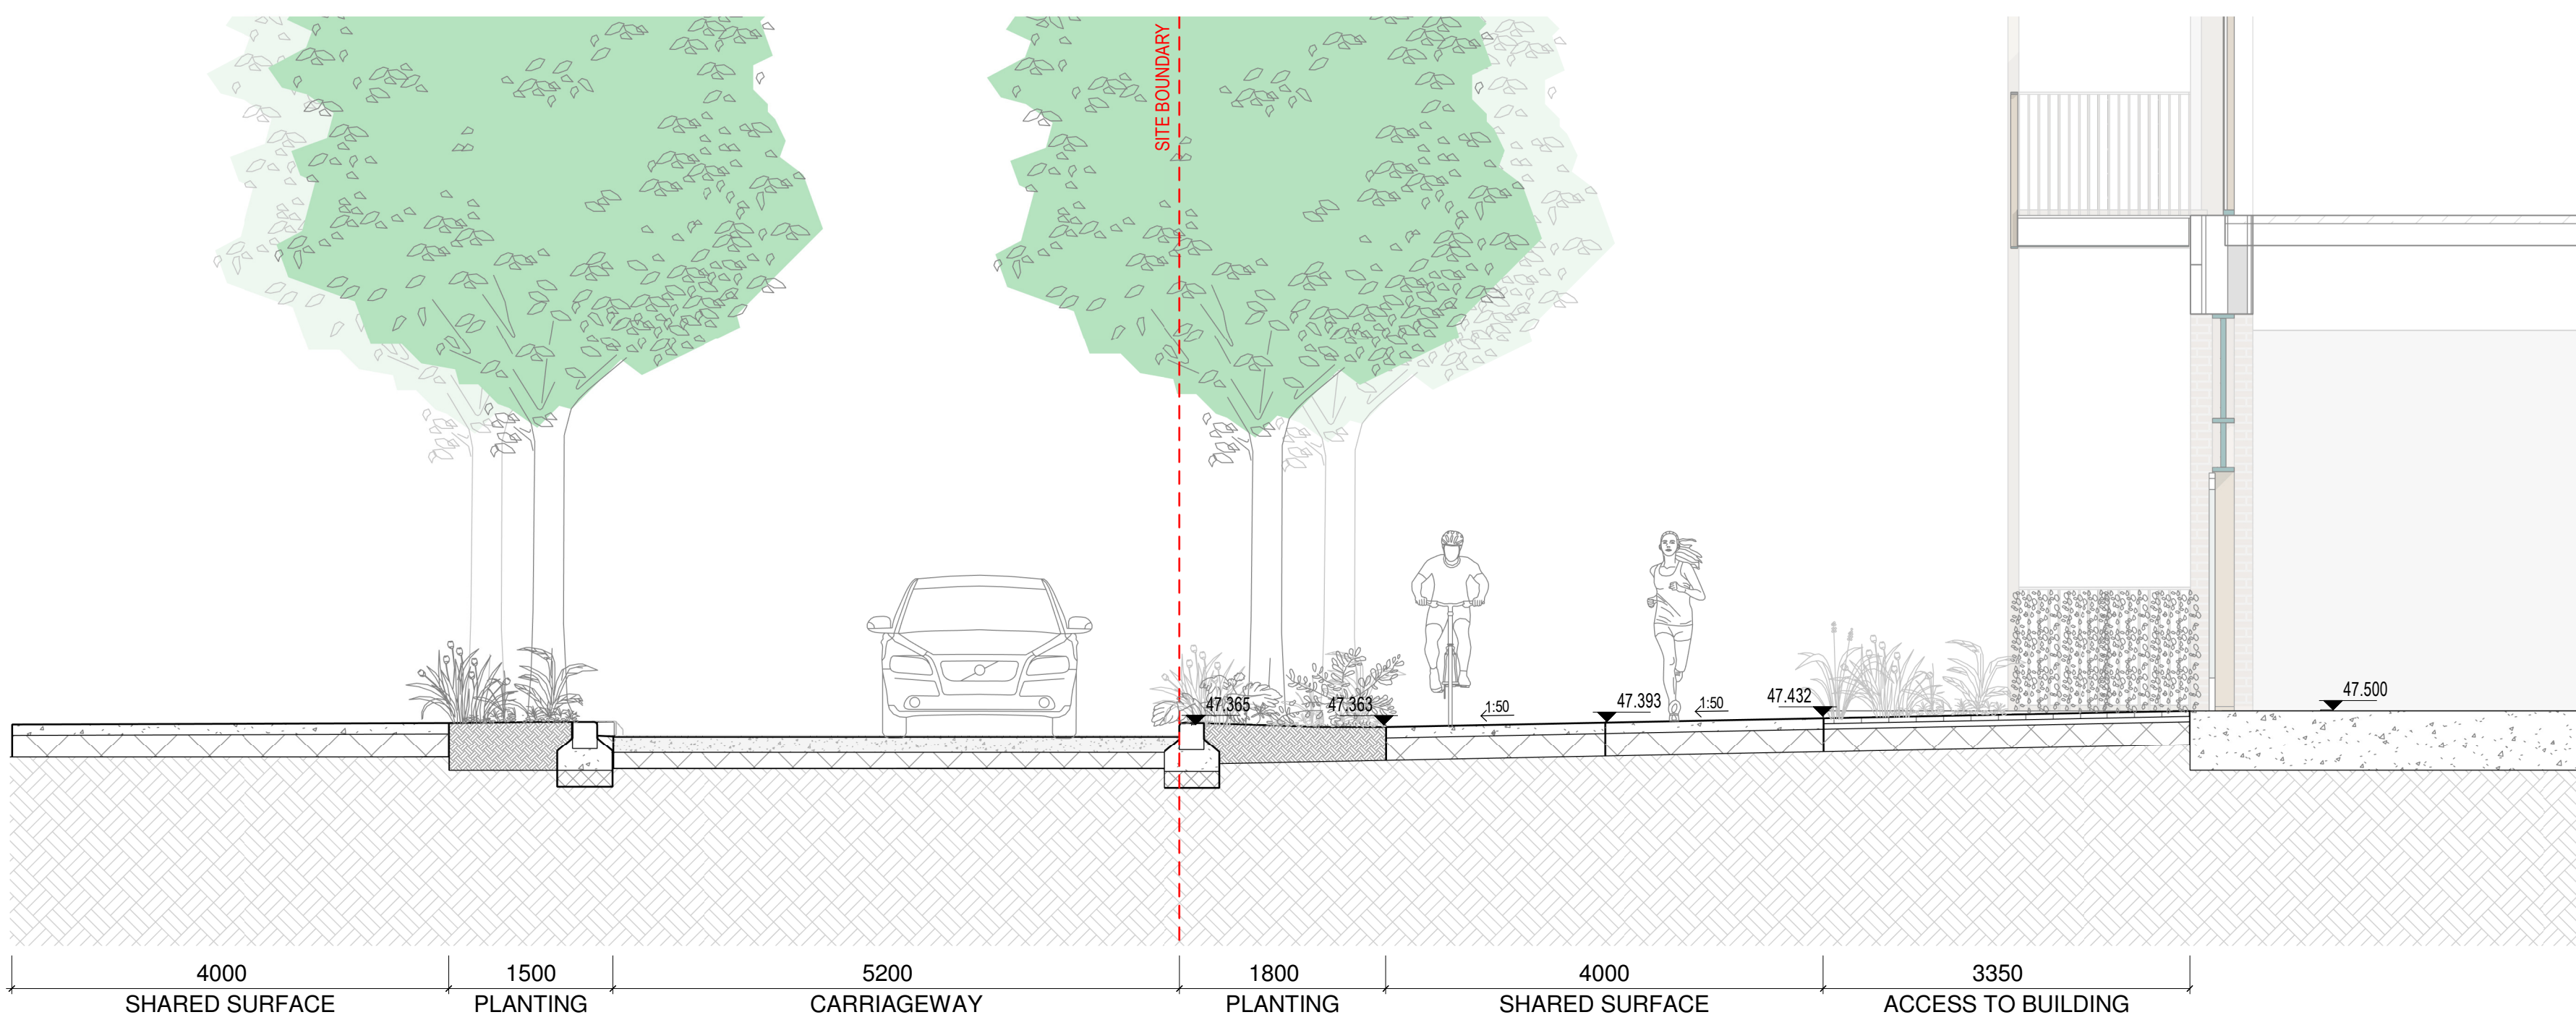 SITE BOUNDARY
47.365
47.363
1:50
47.393
1:50
47.432
47.500
4000
1500
5200
1800
4000
3350
SHARED SURFACE
PLANTING
CARRIAGEWAY
PLANTING
SHARED SURFACE
ACCESS TO BUILDING